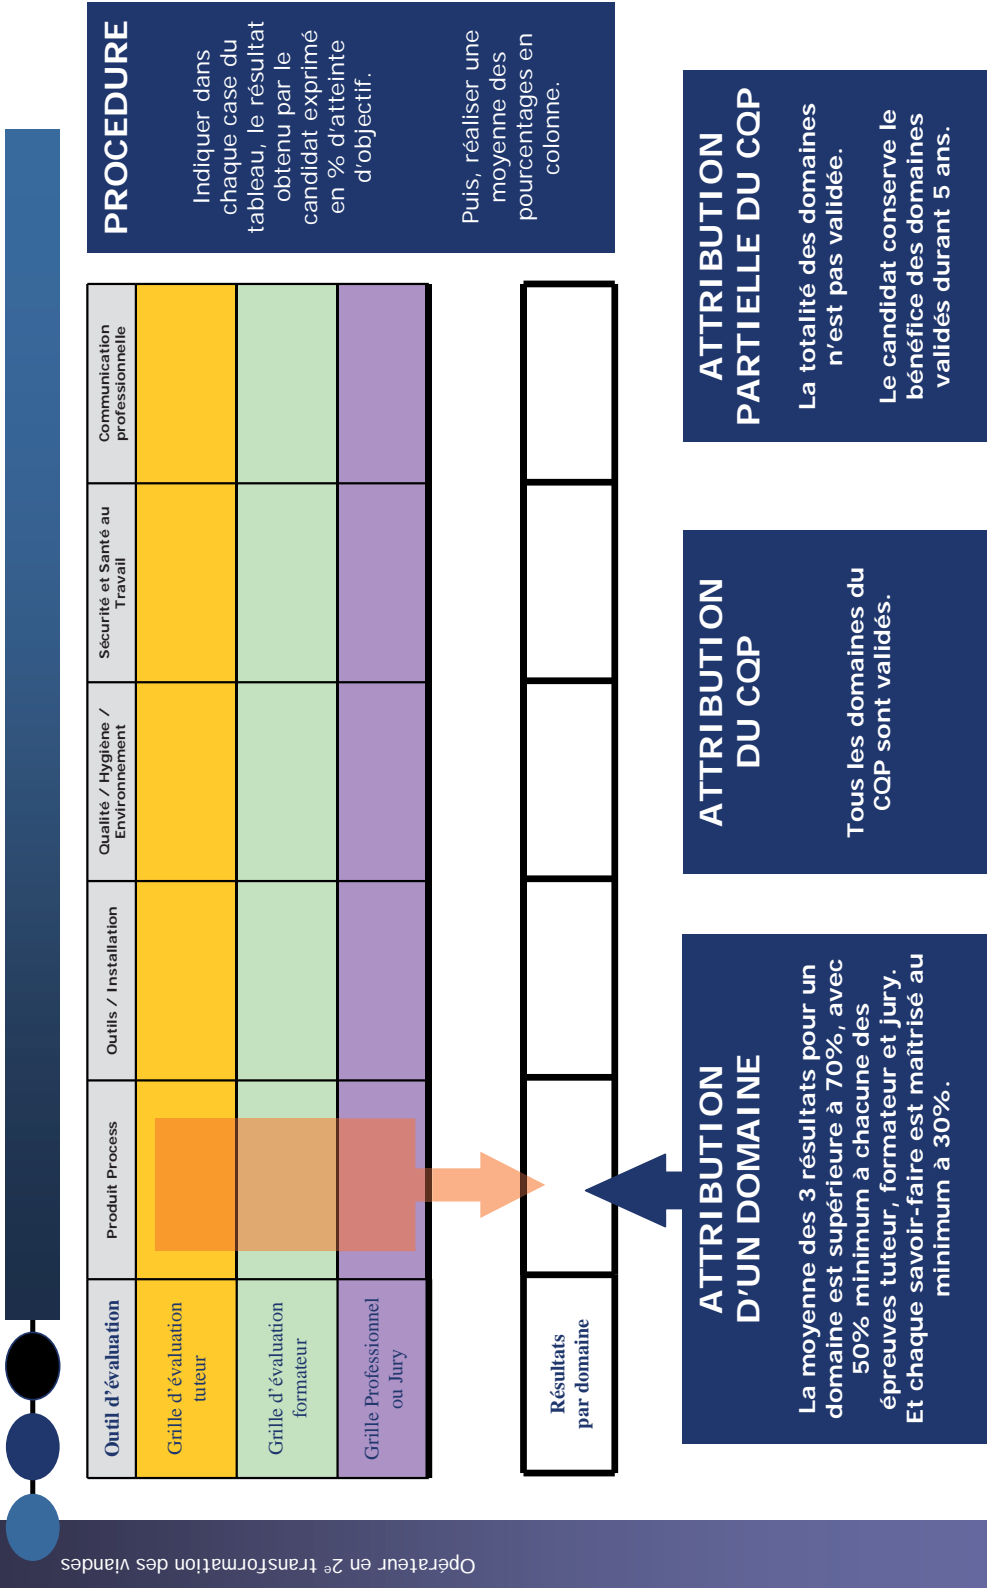 Opérateur en 2e transformation des viandes
Outil d'évaluation
Produit Process
Outils / Installation
Qualité / Hygiène /
Environnement
Sécurité et Santé au
Travail
Communication
professionnelle
Grille d'évaluation
tuteur
Grille d'évaluation
formateur
Grille Professionnel
ou Jury
Résultats
par domaine
PROCEDURE
Indiquer dans
chaque case du
tableau, le résultat
obtenu par le
candidat exprimé
en % d'atteinte
d'objectif.
Puis, réaliser une
moyenne des
pourcentages en
colonne.
ATTRIBUTION
D'UN DOMAINE
La moyenne des 3 résultats pour un
domaine est supérieure à 70%, avec
50% minimum à chacune des
épreuves tuteur, formateur et jury.
Et chaque savoir-faire est maîtrisé au
minimum à 30%.
ATTRIBUTION
DU CQP
Tous les domaines du
CQP sont validés.
ATTRIBUTION
PARTIELLE DU CQP
La totalité des domaines
n'est pas validée.
Le candidat conserve le
bénéfice des domaines
validés durant 5 ans.